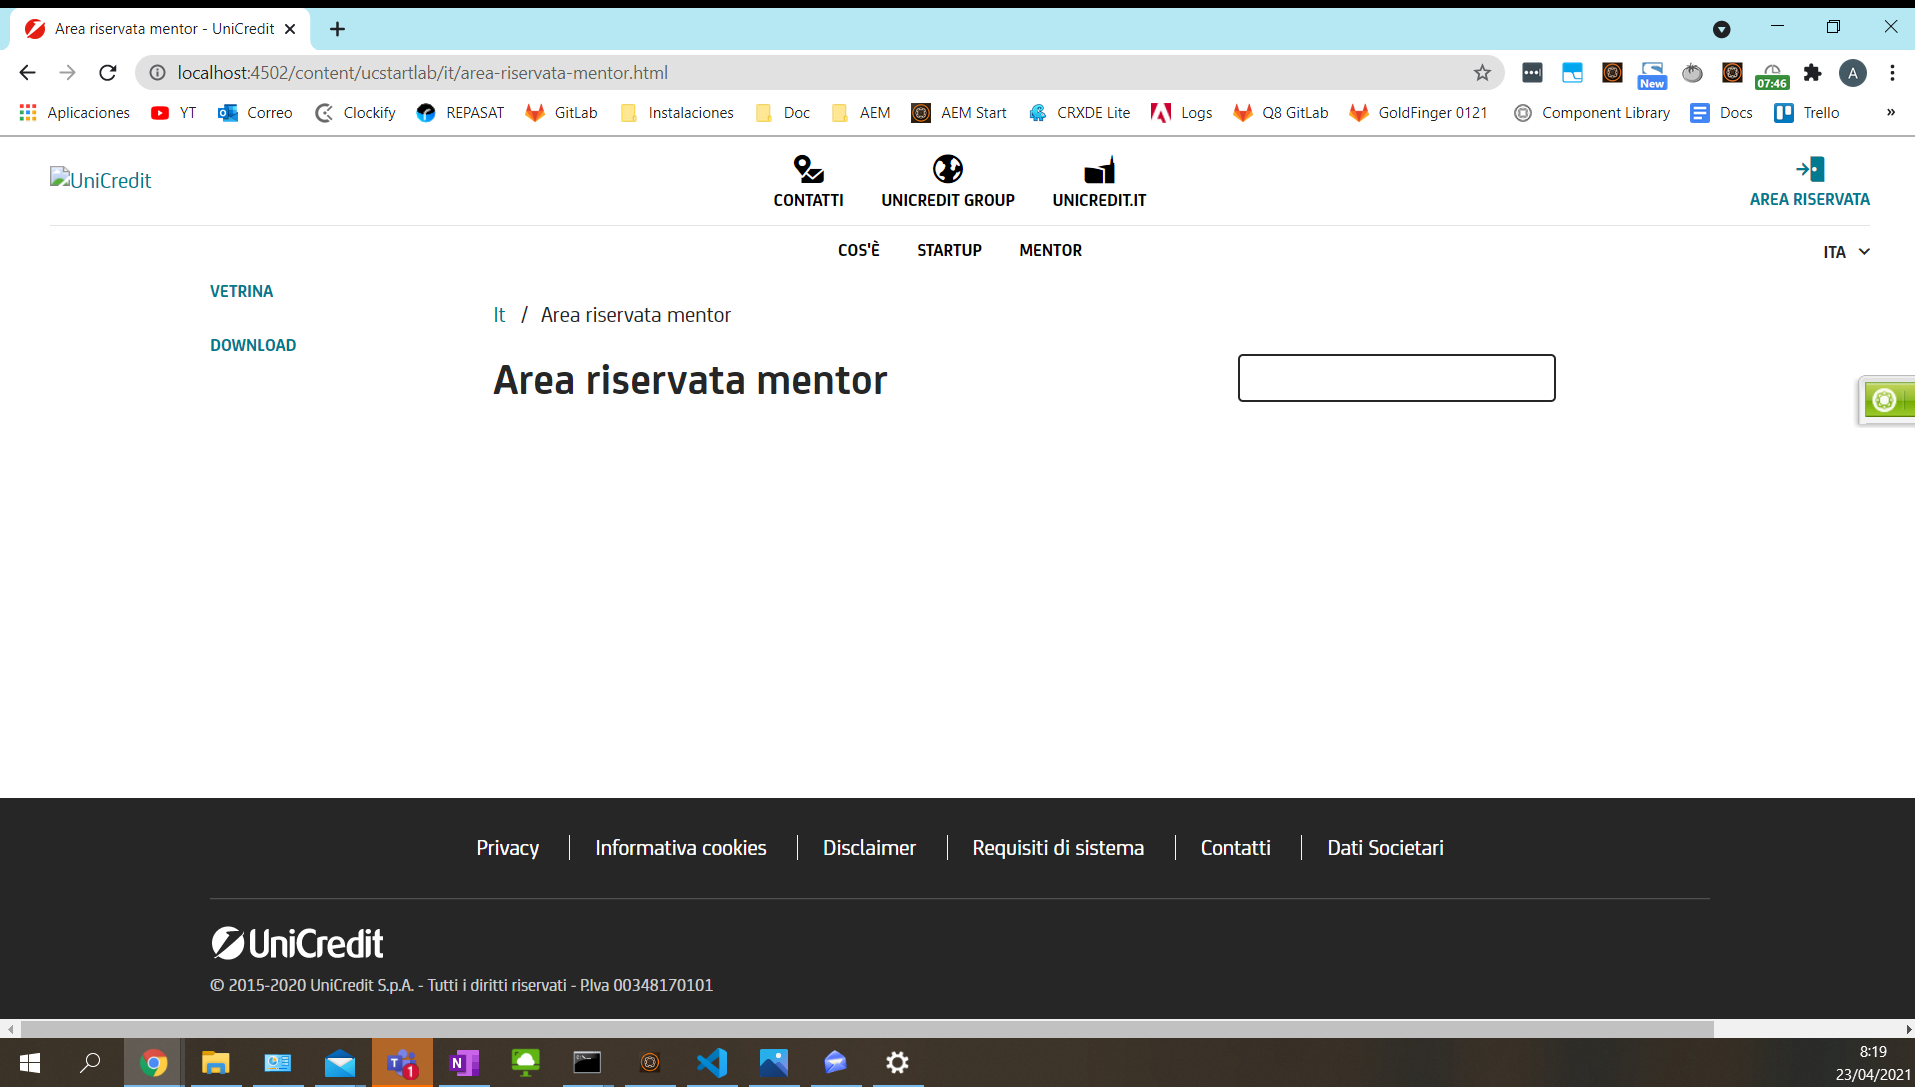 Area riservata mentor - UniCredit
localhost:4502/content/ucstartlab/it/area-riservata-mentor.html
New
07:46
A
Aplicaciones YT Correo Clockify REPASAT GitLab Instalaciones Doc AEM AEM Start CRXDE Lite Logs Q8 GitLab GoldFinger 0121 Component Library Docs Trello »
UniCredit
CONTATTI UNICREDIT GROUP UNICREDIT.IT
AREA RISERVATA
COS'È STARTUP MENTOR
ITA
VETRINA
DOWNLOAD
It / Area riservata mentor
Area riservata mentor
Privacy Informativa cookies Disclaimer Requisiti di sistema Contatti Dati Societari
UniCredit
© 2015-2020 UniCredit S.p.A. - Tutti i diritti riservati - P.Iva 00348170101
T 1
N
8:19
23/04/2021